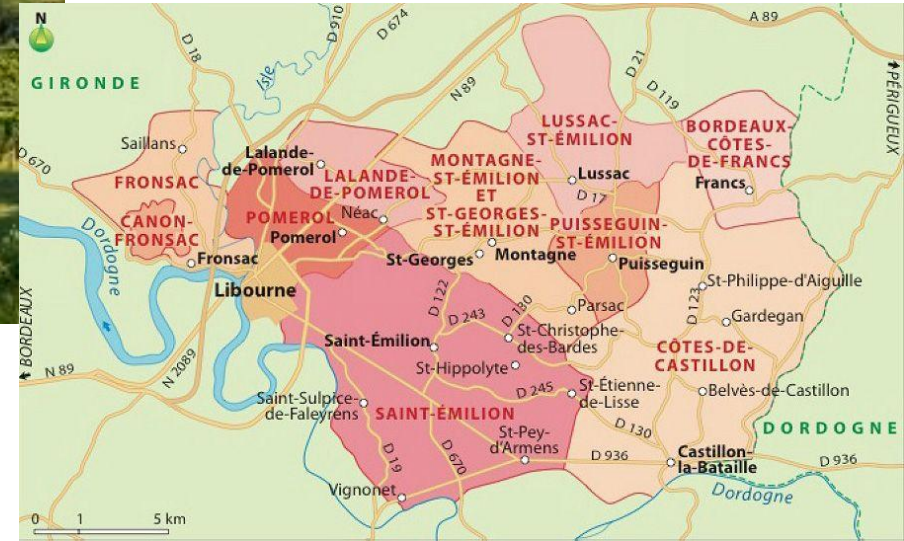 N
D 910
D 674
A 89
D 18
GIRONDE
Isle
N 89
D 21
PÉRIGUEUX
D 119
LUSSAC-
ST-ÉMILION
BORDEAUX-
CÔTES-
DE-FRANCS
Saillans
D 670
Lalande-
de-Pomerol
MONTAGNE-
ST-ÉMILION
ET
ST-GEORGES-
ST-ÉMILION
FRONSAC
LALANDE-
DE-POMEROL
Lussac
Francs
D 17
CANON-
FRONSAC
POMEROL
Néac
Pomerol
PUISSEGUIN-
ST-ÉMILION
Dordogne
Fronsac
St-Georges
Montagne
Puisseguin
Libourne
St-Philippe-d'Aiguille
D 122
D 130
D 123
Parsac
Gardegan
D 243
BORDEAUX
Saint-Émilion
St-Christophe-
des-Bardes
CÔTES-DE-
CASTILLON
N 89
N 2089
St-Hippolyte
D 245
St-Étienne-
de-Lisse
Belvès-de-Castillon
Saint-Sulpice-
de-Faleyrens
SAINT-ÉMILION
D 130
DORDOGNE
St-Pey-
d'Armens
D 19
D 670
D 936
Castillon-
la-Bataille
D 936
Vignonet
Dordogne
0 1 5 km